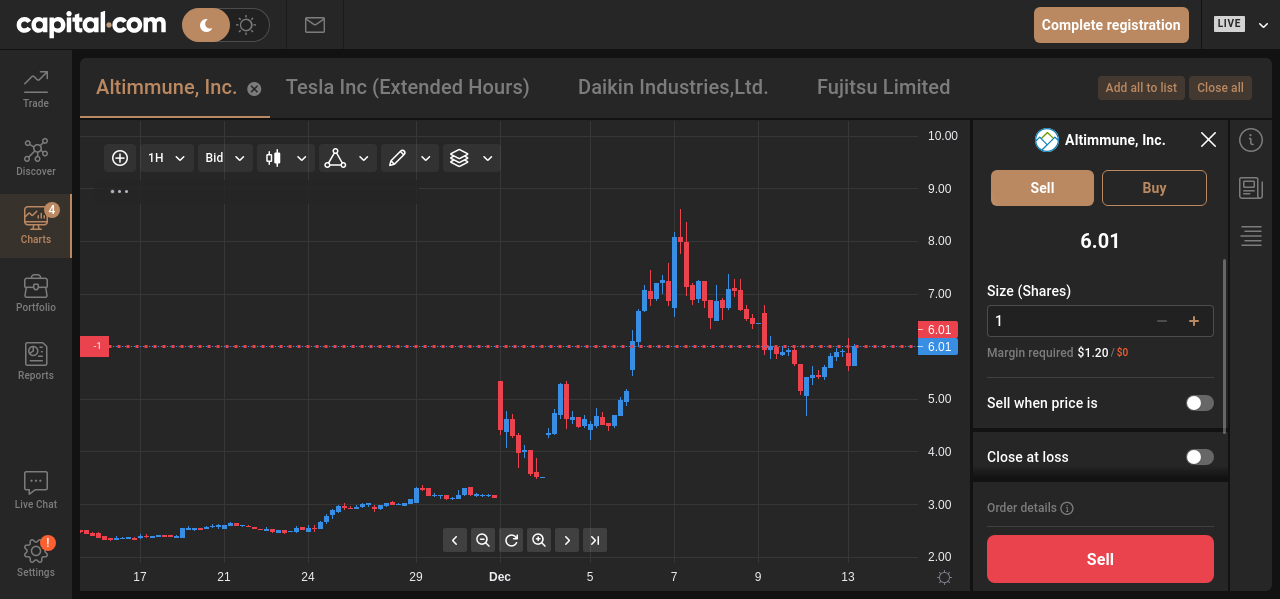 capital.com
Complete registration
LIVE
Trade
Discover
4
Charts
Portfolio
Reports
Live Chat
!
Settings
Altimmune, Inc.
Tesla Inc (Extended Hours)
Daikin Industries,Ltd.
Fujitsu Limited
Add all to list
Close all
1H
Bid
...
10.00
9.00
8.00
7.00
6.01
6.01
5.00
4.00
3.00
2.00
-1
17
21
24
29
Dec
5
7
9
13
Altimmune, Inc.
Sell
Buy
6.01
Size (Shares)
1
Margin required $1.20 / $0
Sell when price is
Close at loss
Order details
Sell